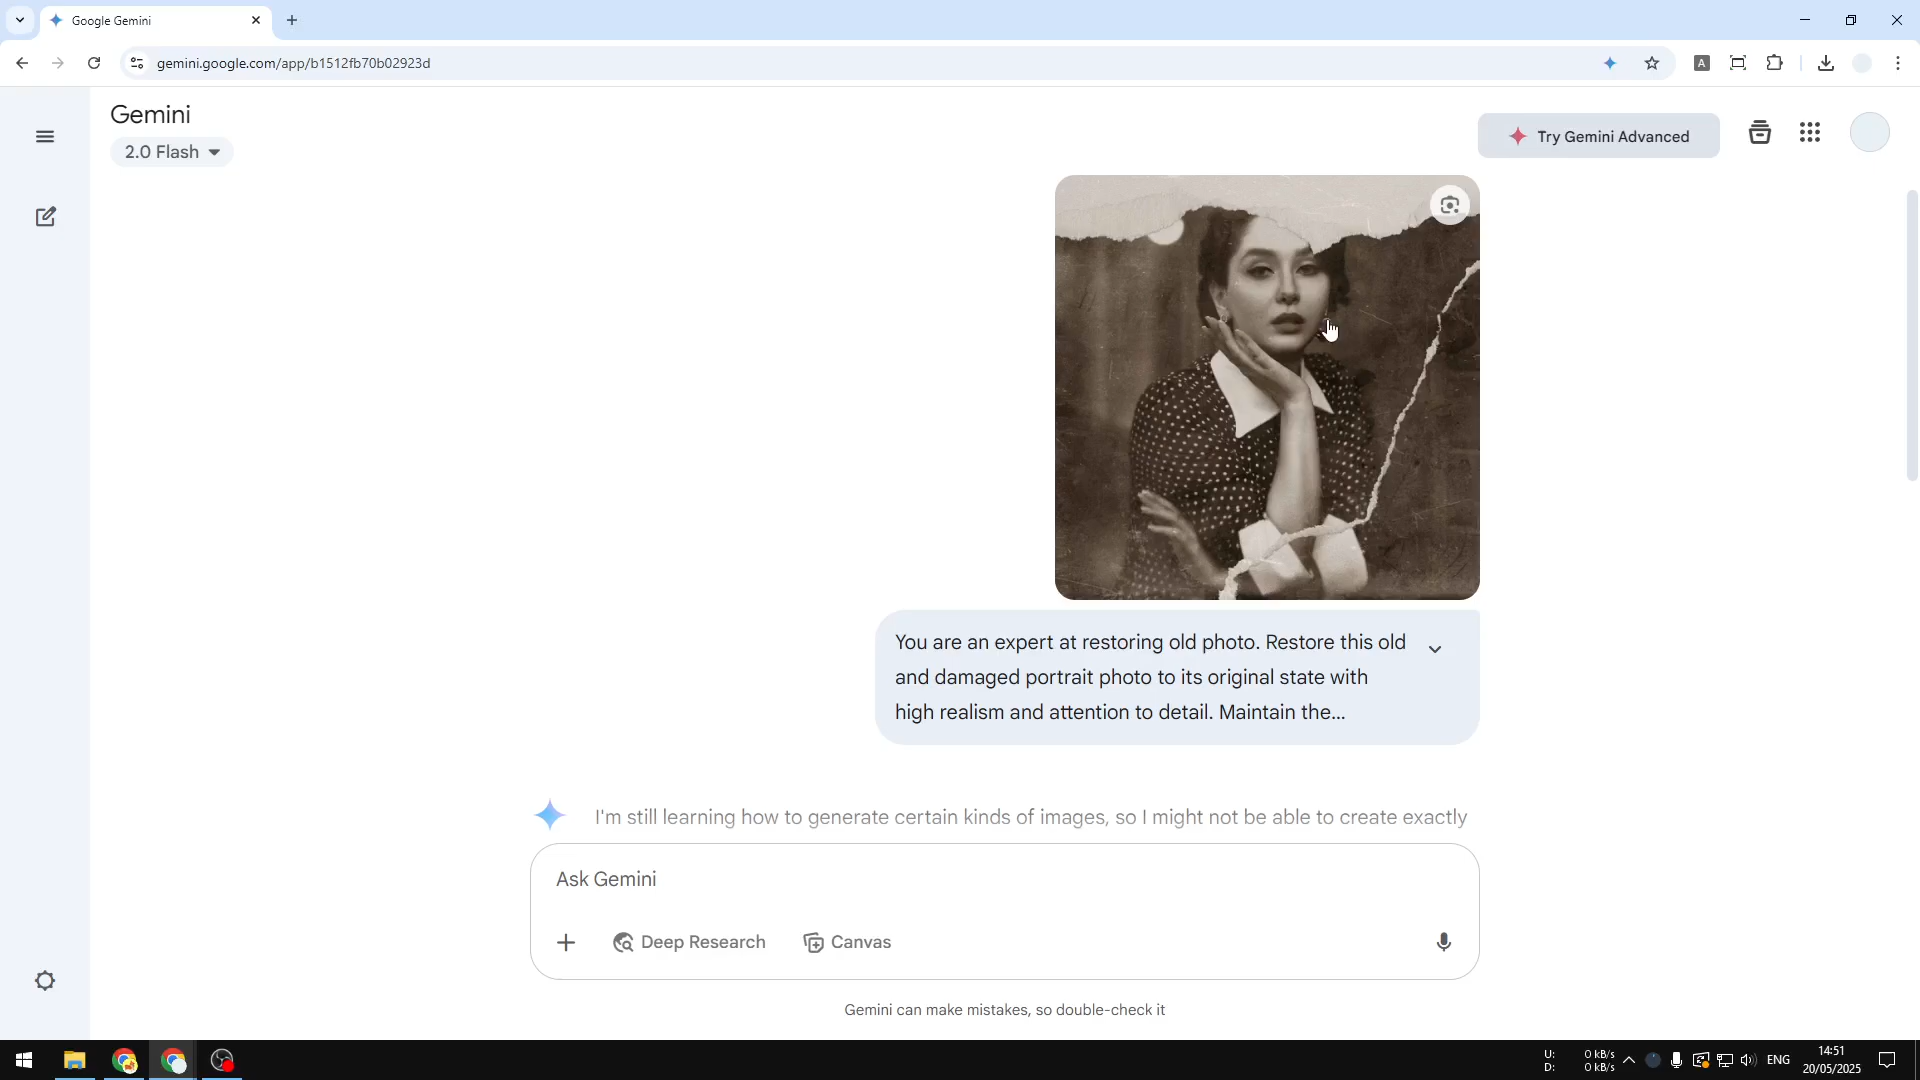 Google Gemini
gemini.google.com/app/b1512fb70b02923d
A
Gemini
2.0 Flash
Try Gemini Advanced
You are an expert at restoring old photo. Restore this old
and damaged portrait photo to its original state with
high realism and attention to detail. Maintain the...
I'm still learning how to generate certain kinds of images, so I might not be able to create exactly
Ask Gemini
Deep Research
Canvas
Gemini can make mistakes, so double-check it
U: 0 kB/s
D: 0 kB/s
ENG
14:51
20/05/2025